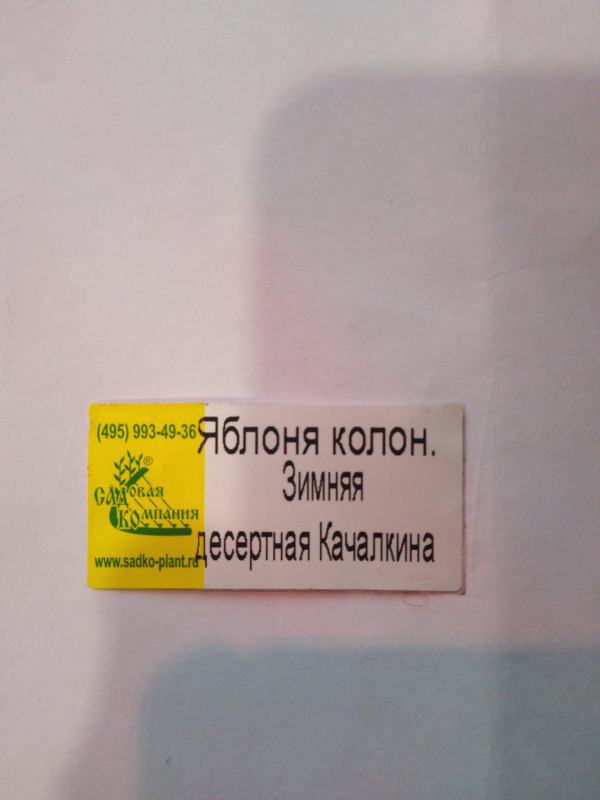 (495) 993-49-36
САДовая
КОмпания
®
www.sadko-plant.ru
Яблоня колон.
Зимняя
десертная Качалкина